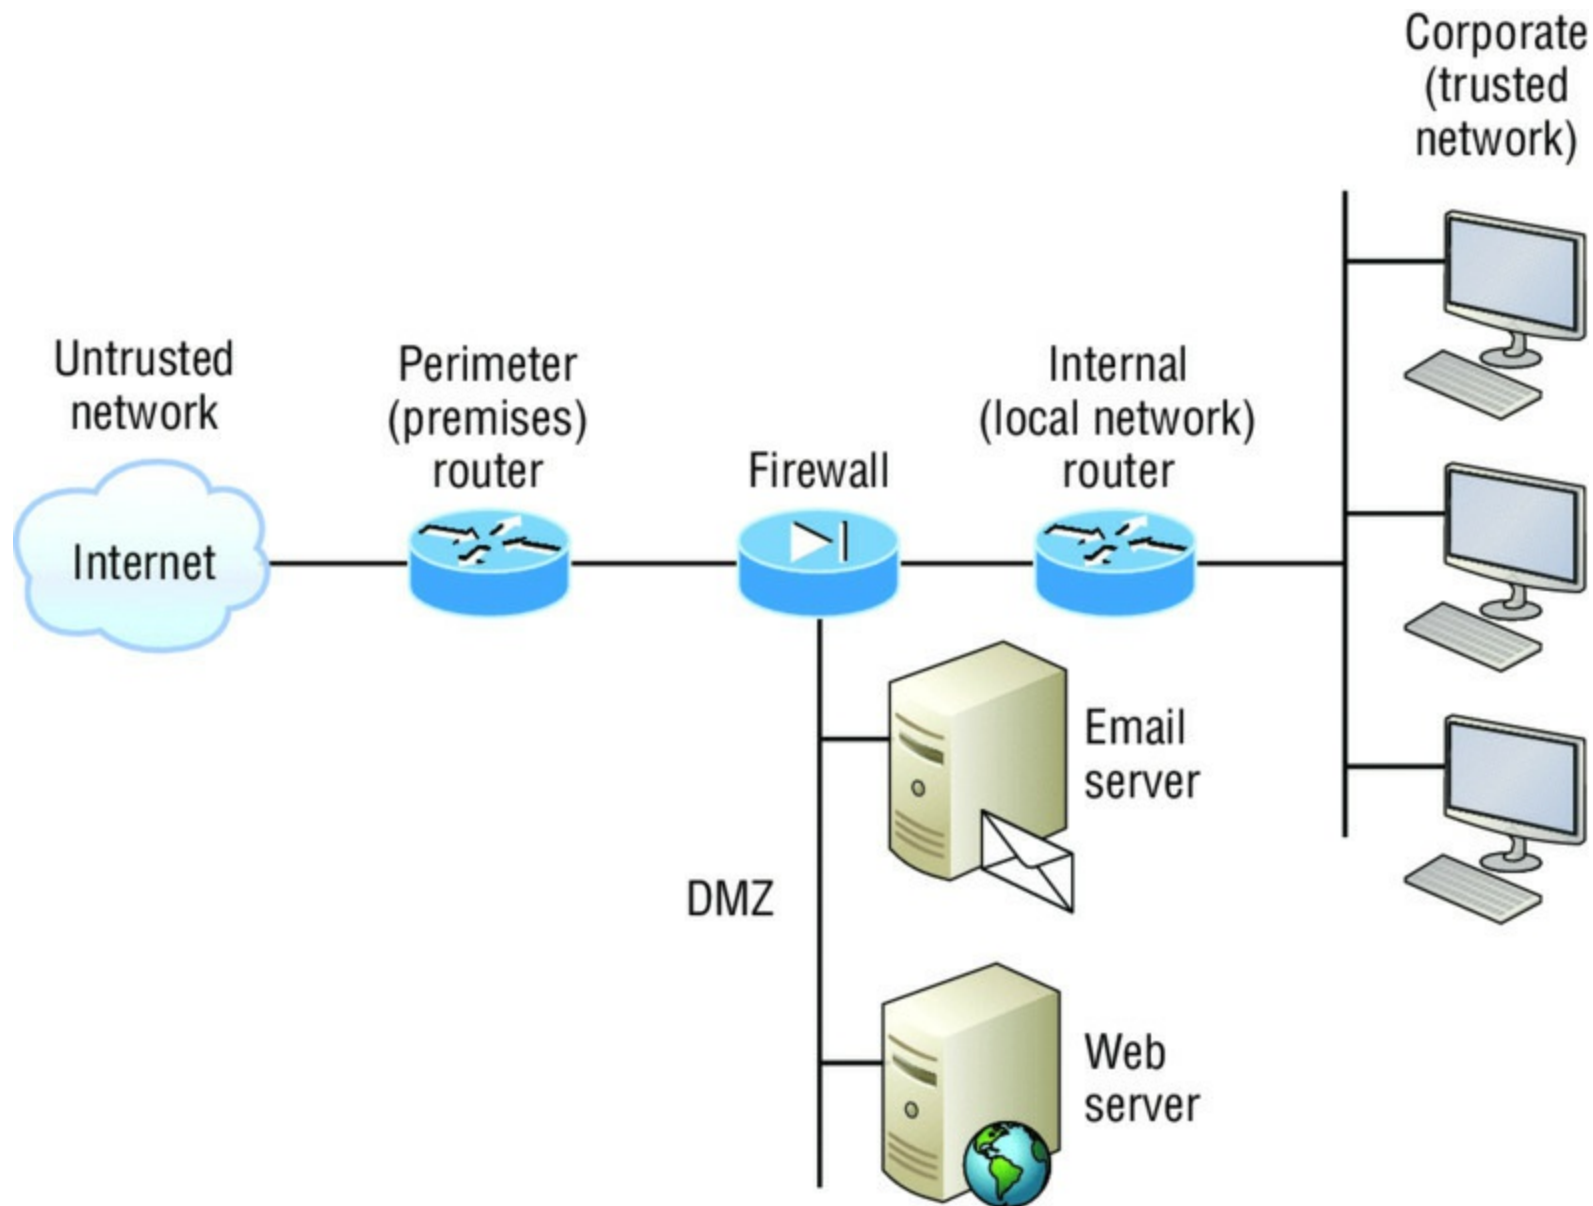 Corporate
(trusted
network)
Untrusted
network
Perimeter
(premises)
router
Firewall
Internal
(local network)
router
Internet
Email
server
DMZ
Web
server